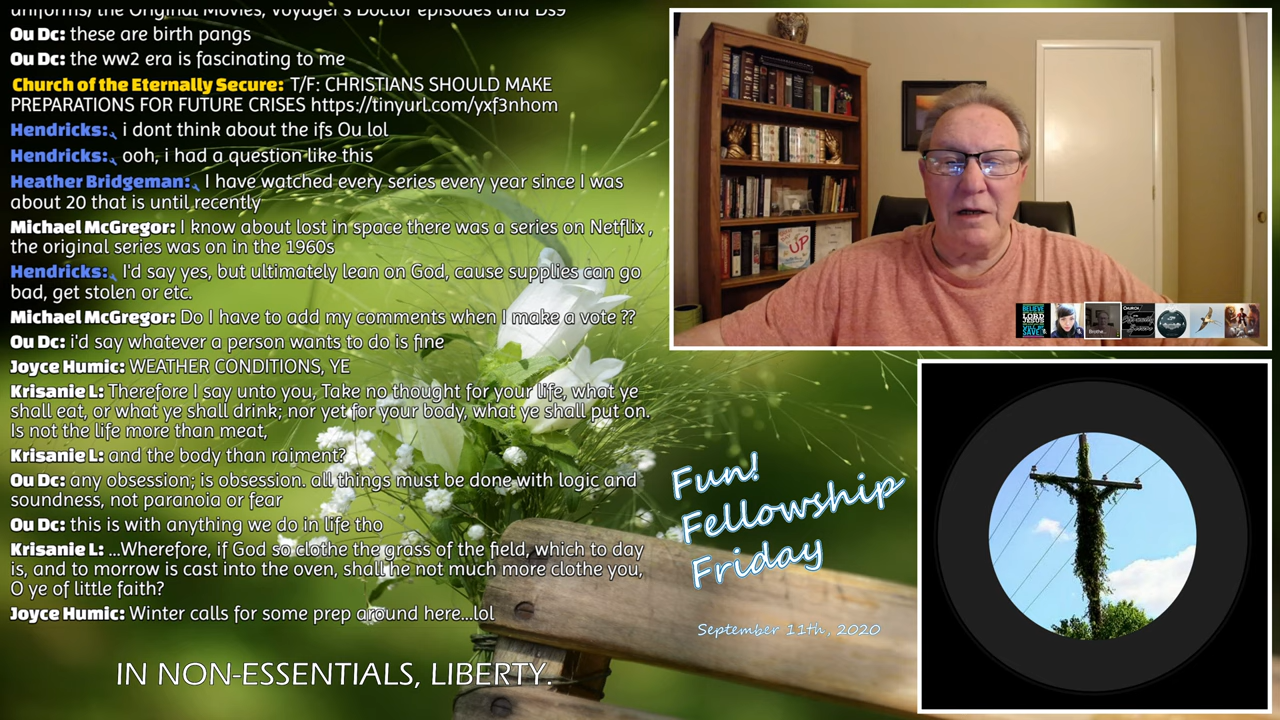 uniforms, the Original Movies, Voyager's Doctor episodes and Ds9
Ou Dc: these are birth pangs
Ou Dc: the ww2 era is fascinating to me
Church of the Eternally Secure: T/F: CHRISTIANS SHOULD MAKE
PREPARATIONS FOR FUTURE CRISES https://tinyurl.com/yxf3nhom
Hendricks: i dont think about the ifs Ou lol
Hendricks: ooh, i had a question like this
Heather Bridgeman: I have watched every series every year since I was
about 20 that is until recently
Michael McGregor: I know about lost in space there was a series on Netflix ,
the original series was on in the 1960s
Hendricks: I'd say yes, but ultimately lean on God, cause supplies can go
bad, get stolen or etc.
Michael McGregor: Do I have to add my comments when I make a vote ??
Ou Dc: i'd say whatever a person wants to do is fine
Joyce Humic: WEATHER CONDITIONS, YE
Krisanie L: Therefore I say unto you, Take no thought for your life, what ye
shall eat, or what ye shall drink; nor yet for your body, what ye shall put on.
Is not the life more than meat,
Krisanie L: and the body than raiment?
Ou Dc: any obsession; is obsession. all things must be done with logic and
soundness, not paranoia or fear
Ou Dc: this is with anything we do in life tho
Krisanie L: ...Wherefore, if God so clothe the grass of the field, which to day
is, and to morrow is cast into the oven, shall he not much more clothe you,
O ye of little faith?
Joyce Humic: Winter calls for some prep around here...lol
IN NON-ESSENTIALS, LIBERTY.
UP
BELIEVE
LORD
JESUS
SAVE
Brothe...
CHURCH
Eternally
Secure
Fun!
Fellowship
Friday
September 11th, 2020